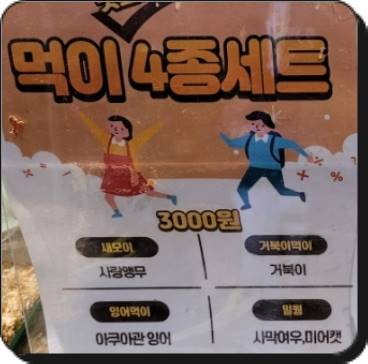 먹이 4종세트
3000원
새모이
사랑앵무
거북이먹이
거북이
잉어먹이
아쿠아관 잉어
밀웜
사막여우,미어캣